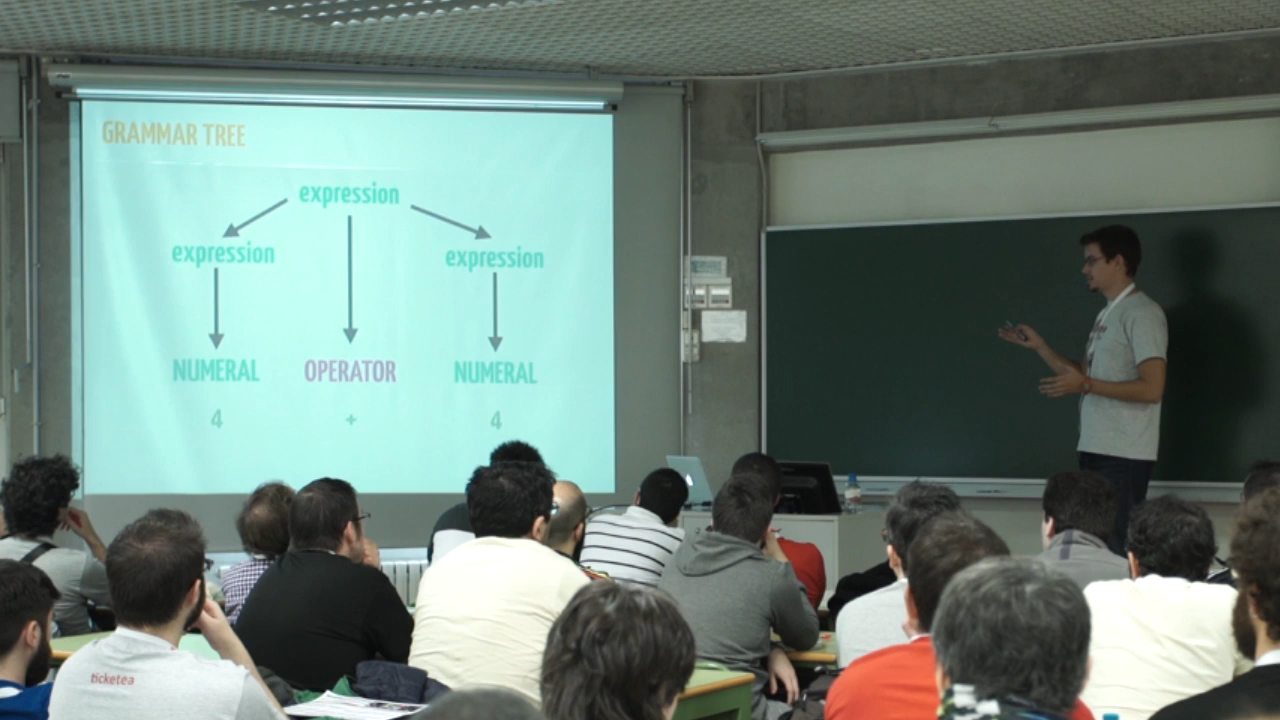 GRAMMAR TREE
expression
expression expression
NUMERAL OPERATOR NUMERAL
4 + 4
ticketea